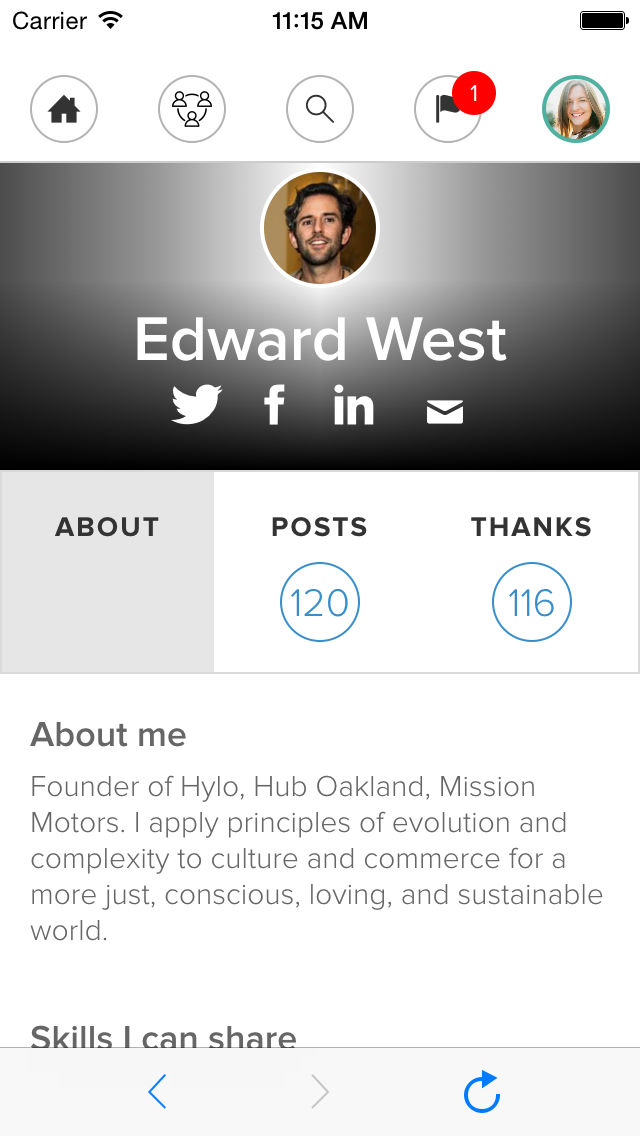 Carrier 11:15 AM
1
Edward West
ABOUT POSTS THANKS
120 116
About me
Founder of Hylo, Hub Oakland, Mission
Motors. I apply principles of evolution and
complexity to culture and commerce for a
more just, conscious, loving, and sustainable
world.
Skills I can share